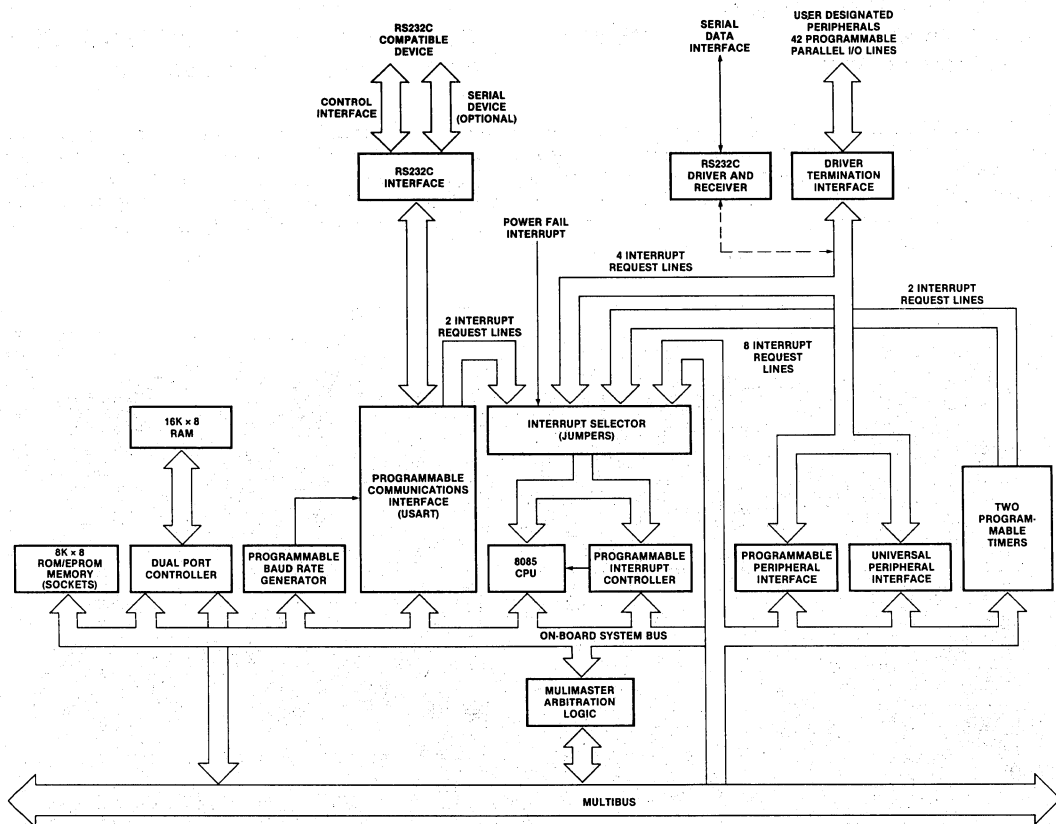 RS232C
COMPATIBLE
DEVICE
SERIAL
DATA
INTERFACE
USER DESIGNATED
PERIPHERALS
42 PROGRAMMABLE
PARALLEL I/O LINES
CONTROL
INTERFACE
SERIAL
DEVICE
(OPTIONAL)
RS232C
INTERFACE
RS232C
DRIVER AND
RECEIVER
DRIVER
TERMINATION
INTERFACE
POWER FAIL
INTERRUPT
4 INTERRUPT
REQUEST LINES
2 INTERRUPT
REQUEST LINES
2 INTERRUPT
REQUEST LINES
8 INTERRUPT
REQUEST
LINES
16K x 8
RAM
INTERRUPT SELECTOR
(JUMPERS)
PROGRAMMABLE
COMMUNICATIONS
INTERFACE
(USART)
TWO
PROGRAM-
MABLE
TIMERS
8K x 8
ROM/EPROM
MEMORY
(SOCKETS)
DUAL PORT
CONTROLLER
PROGRAMMABLE
BAUD RATE
GENERATOR
8085
CPU
PROGRAMMABLE
INTERRUPT
CONTROLLER
PROGRAMMABLE
PERIPHERAL
INTERFACE
UNIVERSAL
PERIPHERAL
INTERFACE
ON-BOARD SYSTEM BUS
MULIMASTER
ARBITRATION
LOGIC
MULTIBUS